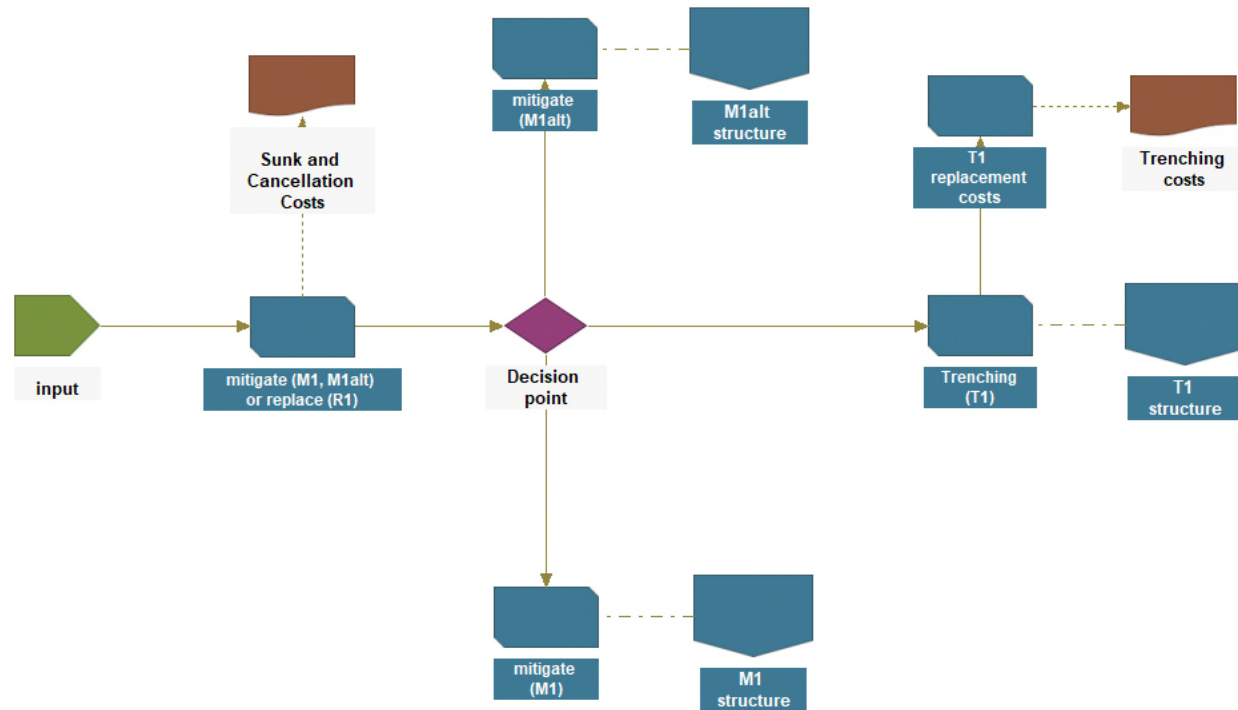 mitigate
(M1alt)
M1alt
structure
Sunk and
Cancellation
Costs
T1
replacement
costs
Trenching
costs
input
mitigate (M1, M1alt)
or replace (R1)
Decision
point
Trenching
(T1)
T1
structure
mitigate
(M1)
M1
structure